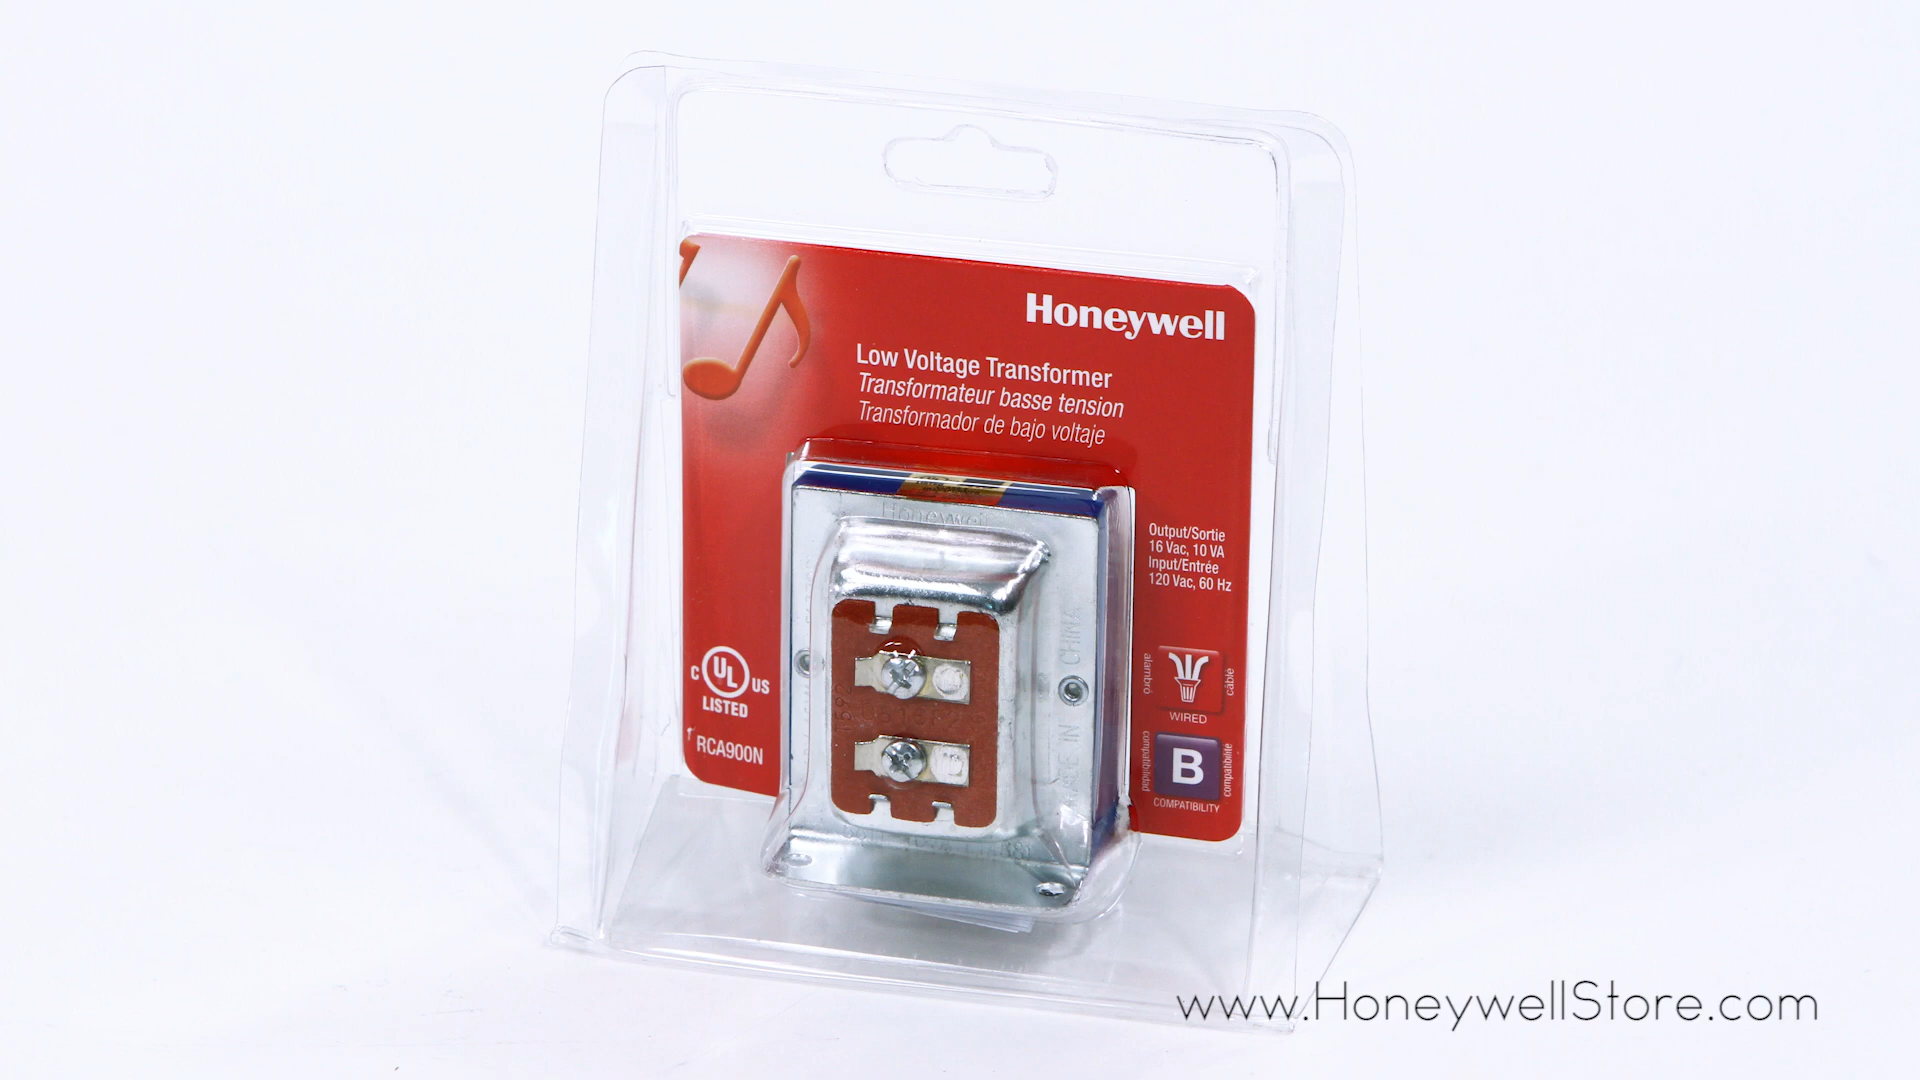 Honeywell
Low Voltage Transformer
Transformateur basse tension
Transformador de bajo voltaje
Honeywell
Output/Sortie
16 Vac, 10 VA
Input/Entrée
120 Vac, 60 Hz
MADE IN CHINA
C UL US
LISTED
RCA900N
alambró
câblé
WIRED
compatibilidad
B
compatibilité
COMPATIBILITY
www.HoneywellStore.com